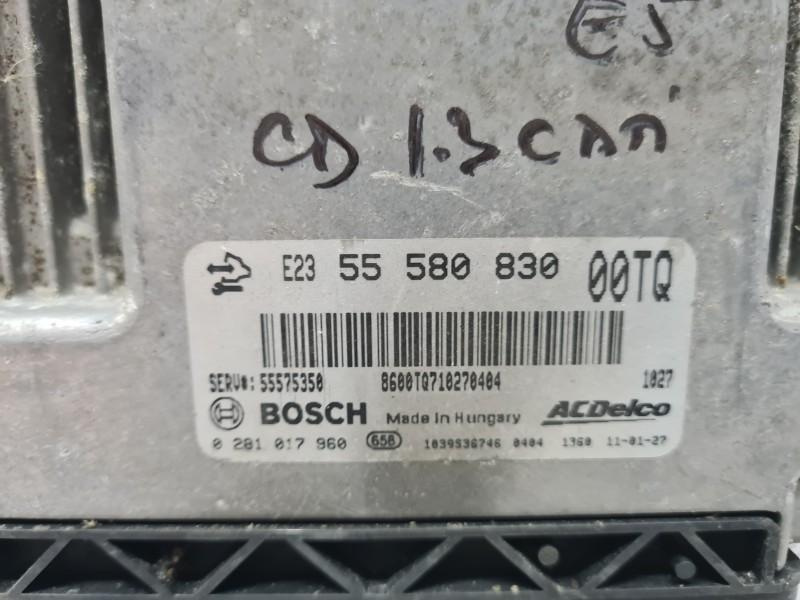 E5
CD 1.3 CDTI
E23 55 580 830 00TQ
SERV#: 55575350 8600TQ710270404 1027
BOSCH Made in Hungary ACDelco
0 281 017 960 658 1039S36746 0404 1360 11-01-27